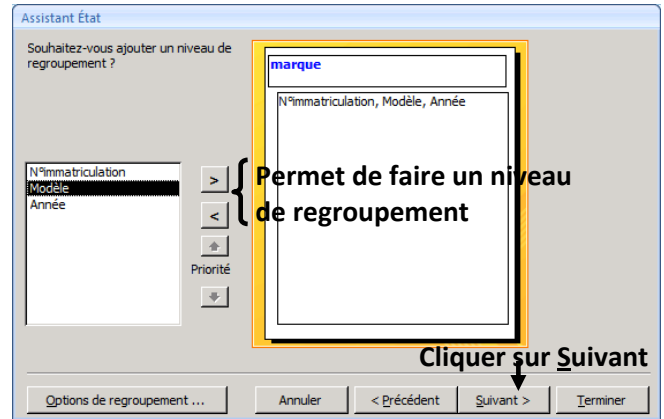 Assistant État
Souhaitez-vous ajouter un niveau de
regroupement ?
marque
N°immatriculation, Modèle, Année
N°immatriculation
Modèle
Année
>
<
Priorité
Permet de faire un niveau
de regroupement
Cliquer sur Suivant
Options de regroupement ...
Annuler
< Précédent
Suivant >
Terminer